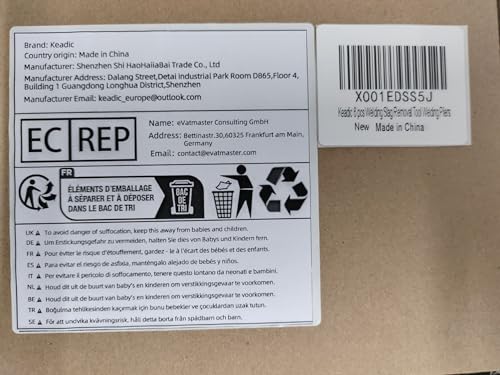 Brand: Keadic
Country origin: Made in China
Manufacturer: Shenzhen Shi HaoHaiiaBai Trade Co., Ltd
Manufacturer Address: Dalang Street,Detai Industrial Park Room D865,Floor 4,
Building 1 Guangdong Longhua District,Shenzhen
Manufacturer Email: keadic_europe@outlook.com
EC REP
Name: eVatmaster Consulting GmbH
Address: Bettinastr.30,60325 Frankfurt am Main,
Germany
Email: contact@evatmaster.com
FR
ÉLÉMENTS D'EMBALLAGE
À SÉPARER ET À DÉPOSER
DANS LE BAC DE TRI
BAC
DE
TRI
UK To avoid danger of suffocation, keep this away from babies and children.
DE Um Erstickungsgefahr zu vermeiden, halten Sie dies von Babys und Kindern fern.
FR Pour éviter le risque d'étouffement, gardez - le à l'écart des bébés et des enfants.
ES Para evitar el riesgo de asfixia, manténgalo alejado de bebés y niños.
IT Per evitare il pericolo di soffocamento, tenere questo lontano da neonati e bambini.
NL Houd dit uit de buurt van baby's en kinderen om verstikkingsgevaar te voorkomen.
BE Houd dit uit de buurt van baby's en kinderen om verstikkingsgevaar te voorkomen.
TR Boğulma tehlikesinden kaçınmak için bunu bebekler ve çocuklardan uzak tutun.
SE För att undvika kvävningsrisk, håll detta borta från spädbarn och barn.
X001EDSS5J
Keadic 6 pcs Welding Slag Removal Tool Welding Pliers
New Made in China